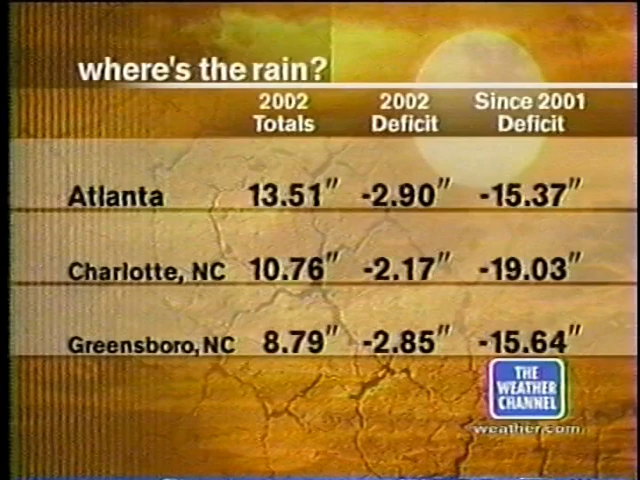 where's the rain?
2002 2002 Since 2001
Totals Deficit Deficit
Atlanta 13.51" -2.90" -15.37"
Charlotte, NC 10.76" -2.17" -19.03"
Greensboro, NC 8.79" -2.85" -15.64"
THE
WEATHER
CHANNEL
weather.com